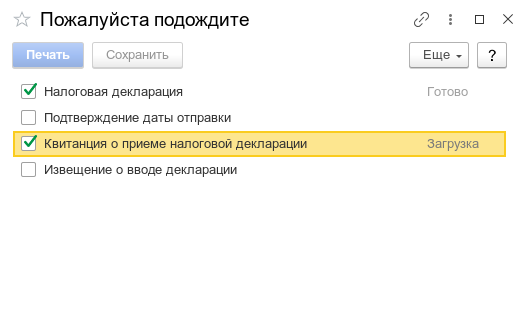 Пожалуйста подождите
Печать Сохранить Еще ?
Налоговая декларация Готово
Подтверждение даты отправки
Квитанция о приеме налоговой декларации Загрузка
Извещение о вводе декларации